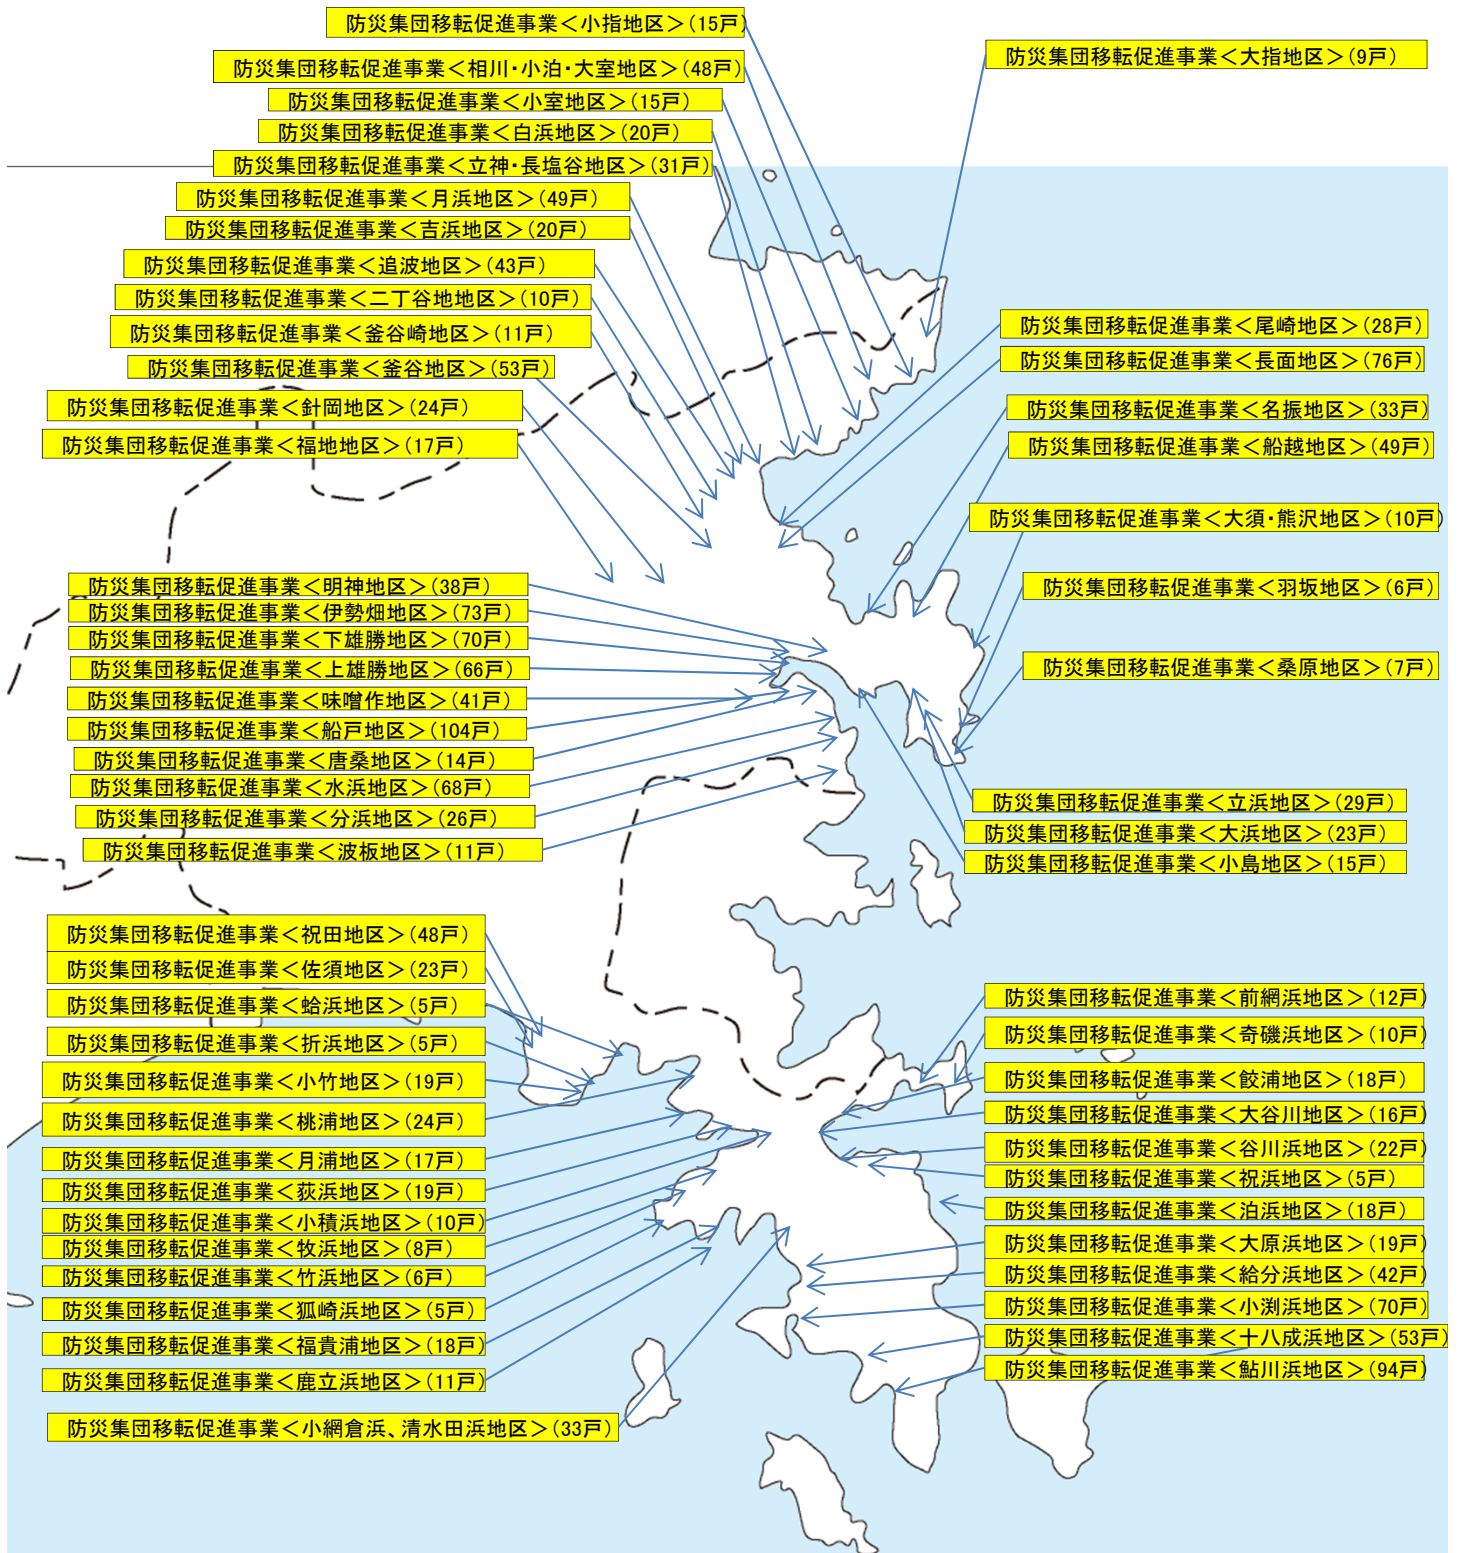 防災集団移転促進事業＜小指地区＞(15戸)
防災集団移転促進事業＜相川・小泊・大室地区＞(48戸)
防災集団移転促進事業＜小室地区＞(15戸)
防災集団移転促進事業＜白浜地区＞(20戸)
防災集団移転促進事業＜立神・長塩谷地区＞(31戸)
防災集団移転促進事業＜月浜地区＞(49戸)
防災集団移転促進事業＜吉浜地区＞(20戸)
防災集団移転促進事業＜追波地区＞(43戸)
防災集団移転促進事業＜二丁谷地地区＞(10戸)
防災集団移転促進事業＜釜谷崎地区＞(11戸)
防災集団移転促進事業＜釜谷地区＞(53戸)
防災集団移転促進事業＜針岡地区＞(24戸)
防災集団移転促進事業＜福地地区＞(17戸)
防災集団移転促進事業＜大指地区＞(9戸)
防災集団移転促進事業＜尾崎地区＞(28戸)
防災集団移転促進事業＜長面地区＞(76戸)
防災集団移転促進事業＜名振地区＞(33戸)
防災集団移転促進事業＜船越地区＞(49戸)
防災集団移転促進事業＜大須・熊沢地区＞(10戸)
防災集団移転促進事業＜羽坂地区＞(6戸)
防災集団移転促進事業＜桑原地区＞(7戸)
防災集団移転促進事業＜明神地区＞(38戸)
防災集団移転促進事業＜伊勢畑地区＞(73戸)
防災集団移転促進事業＜下雄勝地区＞(70戸)
防災集団移転促進事業＜上雄勝地区＞(66戸)
防災集団移転促進事業＜味噌作地区＞(41戸)
防災集団移転促進事業＜船戸地区＞(104戸)
防災集団移転促進事業＜唐桑地区＞(14戸)
防災集団移転促進事業＜水浜地区＞(68戸)
防災集団移転促進事業＜分浜地区＞(26戸)
防災集団移転促進事業＜波板地区＞(11戸)
防災集団移転促進事業＜立浜地区＞(29戸)
防災集団移転促進事業＜大浜地区＞(23戸)
防災集団移転促進事業＜小島地区＞(15戸)
防災集団移転促進事業＜祝田地区＞(48戸)
防災集団移転促進事業＜佐須地区＞(23戸)
防災集団移転促進事業＜蛤浜地区＞(5戸)
防災集団移転促進事業＜折浜地区＞(5戸)
防災集団移転促進事業＜小竹地区＞(19戸)
防災集団移転促進事業＜桃浦地区＞(24戸)
防災集団移転促進事業＜月浦地区＞(17戸)
防災集団移転促進事業＜荻浜地区＞(19戸)
防災集団移転促進事業＜小積浜地区＞(10戸)
防災集団移転促進事業＜牧浜地区＞(8戸)
防災集団移転促進事業＜竹浜地区＞(6戸)
防災集団移転促進事業＜狐崎浜地区＞(5戸)
防災集団移転促進事業＜福貴浦地区＞(18戸)
防災集団移転促進事業＜鹿立浜地区＞(11戸)
防災集団移転促進事業＜小網倉浜、清水田浜地区＞(33戸)
防災集団移転促進事業＜前網浜地区＞(12戸)
防災集団移転促進事業＜奇磯浜地区＞(10戸)
防災集団移転促進事業＜鮫浦地区＞(18戸)
防災集団移転促進事業＜大谷川地区＞(16戸)
防災集団移転促進事業＜谷川浜地区＞(22戸)
防災集団移転促進事業＜祝浜地区＞(5戸)
防災集団移転促進事業＜泊浜地区＞(18戸)
防災集団移転促進事業＜大原浜地区＞(19戸)
防災集団移転促進事業＜給分浜地区＞(42戸)
防災集団移転促進事業＜小渕浜地区＞(70戸)
防災集団移転促進事業＜十八成浜地区＞(53戸)
防災集団移転促進事業＜鮎川浜地区＞(94戸)